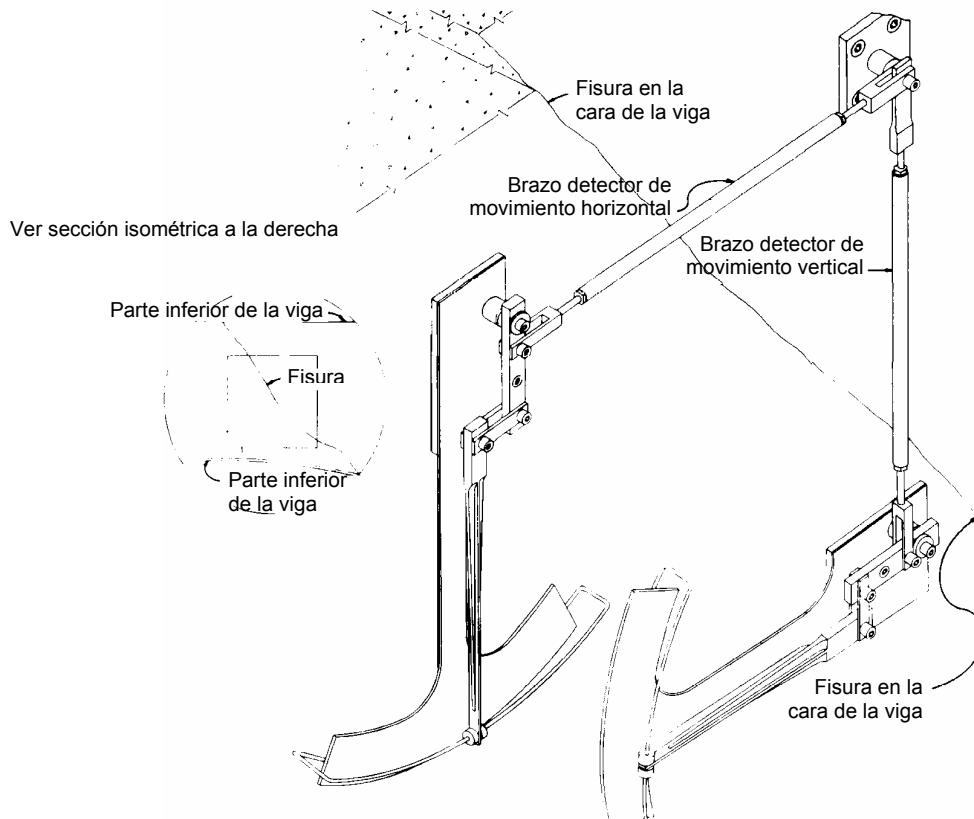 Fisura en la
cara de la viga
Brazo detector de
movimiento horizontal
Ver sección isométrica a la derecha
Brazo detector de
movimiento vertical
Parte inferior de la viga
Fisura
Parte inferior
de la viga
Fisura en la
cara de la viga